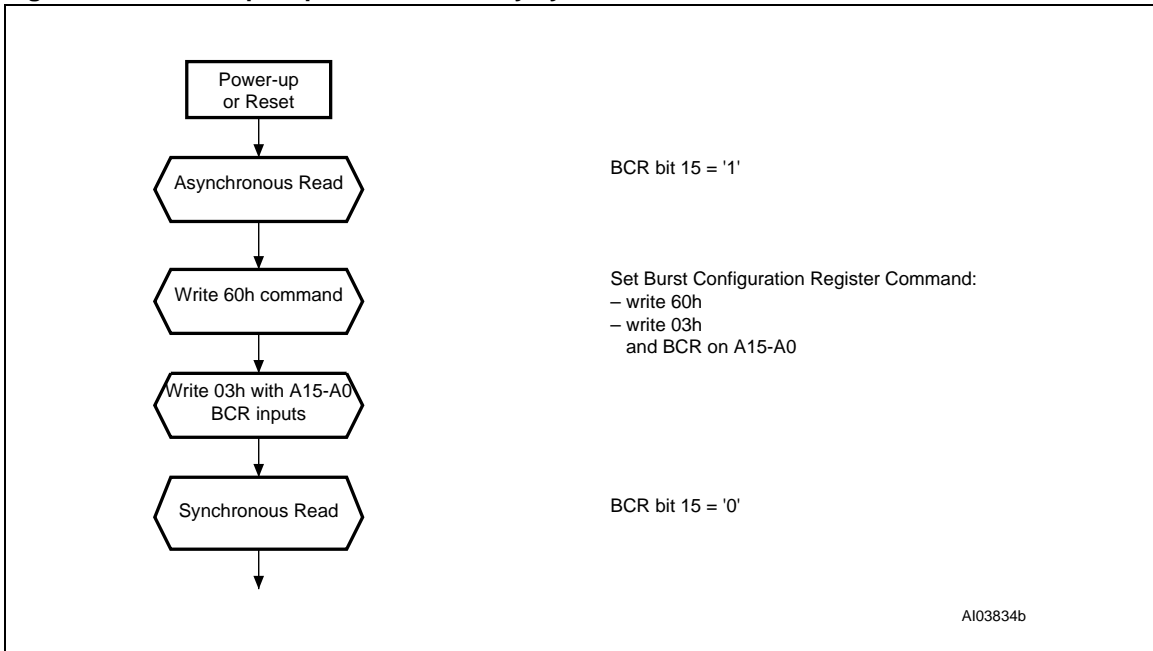 Power-up
or Reset
Asynchronous Read
BCR bit 15 = '1'
Write 60h command
Set Burst Configuration Register Command:
– write 60h
– write 03h
and BCR on A15-A0
Write 03h with A15-A0
BCR inputs
Synchronous Read
BCR bit 15 = '0'
AI03834b